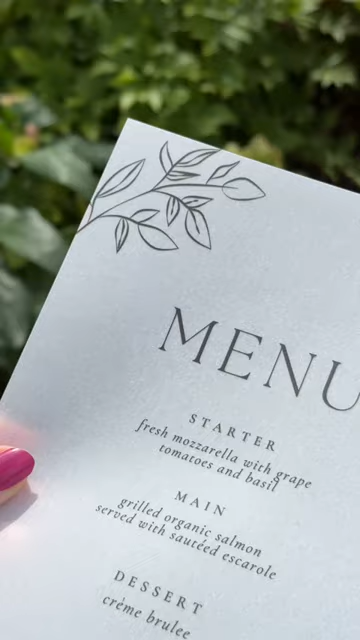 MENU
STARTER
fresh mozzarella with grape
tomatoes and basil
MAIN
grilled organic salmon
served with sautéed escarole
DESSERT
crème brulee